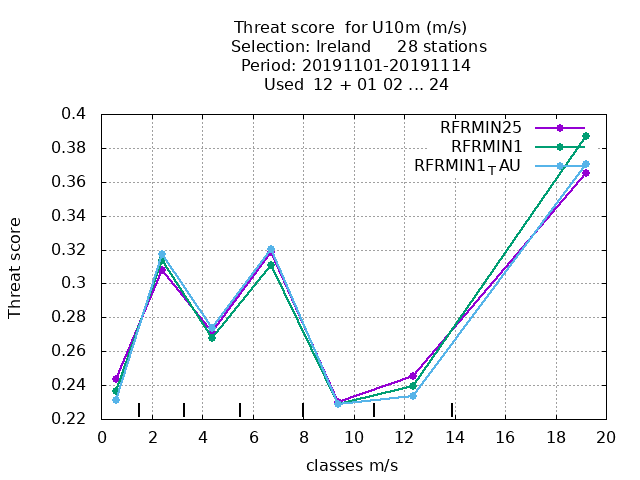 Threat score for U10m (m/s)
Selection: Ireland 28 stations
Period: 20191101-20191114
Used 12 + 01 02 ... 24
RFRMIN25
RFRMIN1
RFRMIN1TAU
Threat score
0.4
0.38
0.36
0.34
0.32
0.3
0.28
0.26
0.24
0.22
0 2 4 6 8 10 12 14 16 18 20
classes m/s